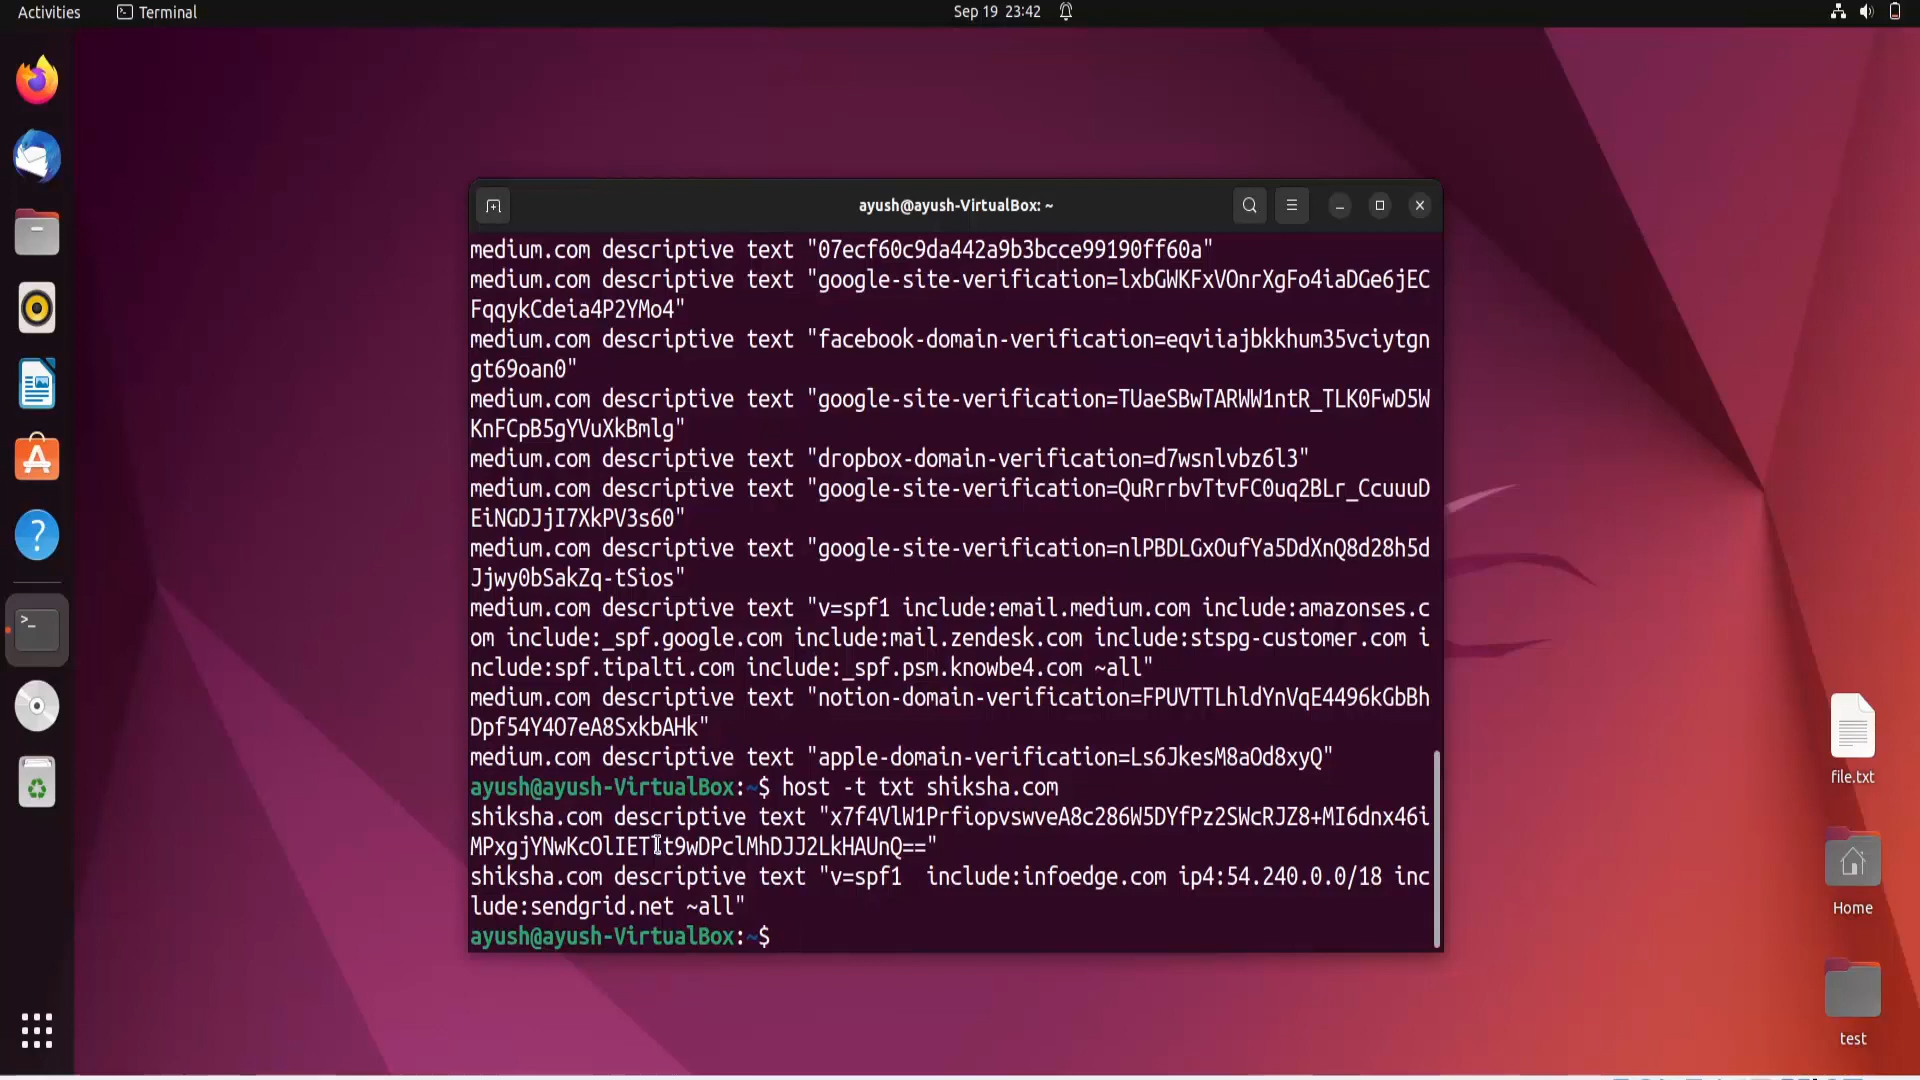 Activities
Terminal
Sep 19 23:42
ayush@ayush-VirtualBox: ~
medium.com descriptive text "07ecf60c9da442a9b3bcce99190ff60a"
medium.com descriptive text "google-site-verification=lxbGWKFxVOnrXgFo4iaDGe6jEC
FqqykCdeia4P2YMo4"
medium.com descriptive text "facebook-domain-verification=eqviiajbkkhum35vciytgn
gt69oan0"
medium.com descriptive text "google-site-verification=TUaeSBwTARWW1ntR_TLK0FwD5W
KnFCpB5gYVuXkBmlg"
medium.com descriptive text "dropbox-domain-verification=d7wsnlvbz6l3"
medium.com descriptive text "google-site-verification=QuRrrbvTtvFC0uq2BLr_CcuuuD
EiNGDJjI7XkPV3s60"
medium.com descriptive text "google-site-verification=nlPBDLGxOufYa5DdXnQ8d28h5d
Jjwy0bSakZq-tSios"
medium.com descriptive text "v=spf1 include:email.medium.com include:amazonses.c
om include:_spf.google.com include:mail.zendesk.com include:stspg-customer.com i
nclude:spf.tipalti.com include:_spf.psm.knowbe4.com ~all"
medium.com descriptive text "notion-domain-verification=FPUVTTLhldYnVqE4496kGbBh
Dpf54Y4O7eA8SxkbAHk"
medium.com descriptive text "apple-domain-verification=Ls6JkesM8aOd8xyQ"
ayush@ayush-VirtualBox:~$ host -t txt shiksha.com
shiksha.com descriptive text "x7f4VlW1PrfiopvswveA8c286W5DYfPz2SWcRJZ8+MI6dnx46i
shiksha.com descriptive text "v=spf1  include:infoedge.com ip4:54.240.0.0/18 inc
lude:sendgrid.net ~all"
ayush@ayush-VirtualBox:~$
file.txt
Home
test